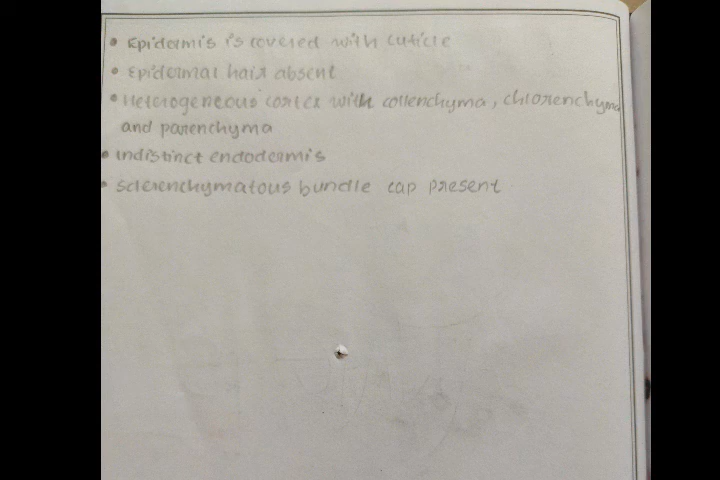 • Epidermis is covered with cuticle
• Epidermal hair absent
• Heterogeneous cortex with collenchyma, chlorenchyma
and parenchyma
• indistinct endodermis
• sclerenchymatous bundle cap present